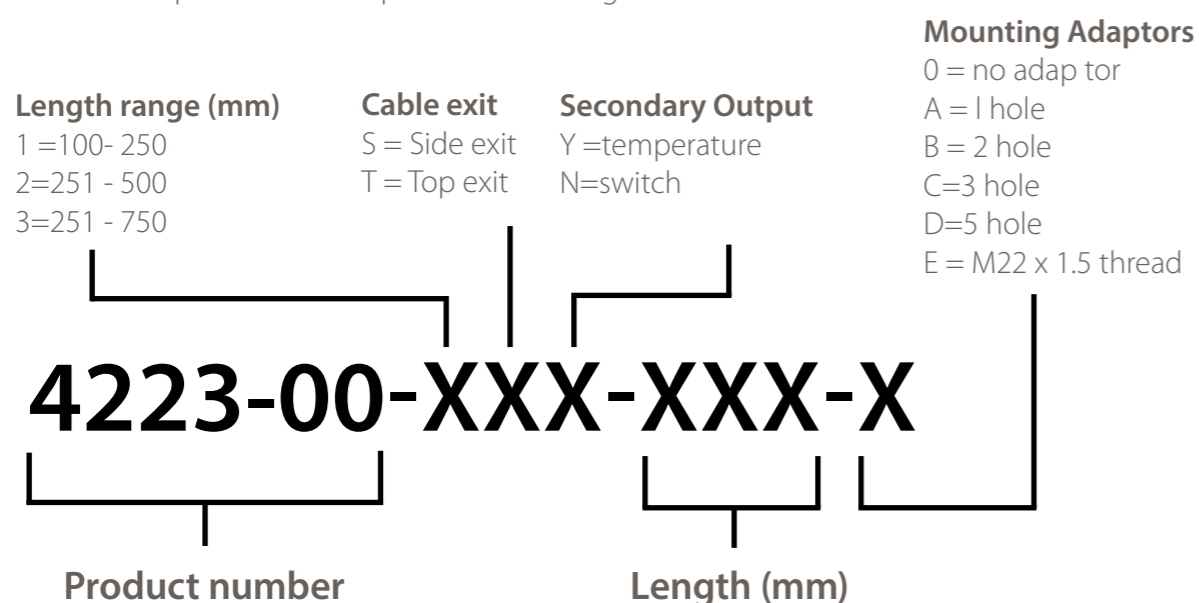 Mounting Adaptors
0 = no adap tor
A = l hole
B = 2 hole
C=3 hole
D=5 hole
E = M22 x 1.5 thread
Length range (mm)
1 =100- 250
2=251 - 500
3=251 - 750
Cable exit
S = Side exit
T = Top exit
Secondary Output
Y =temperature
N=switch
4223-00-XXX-XXX-X
Product number
Length (mm)